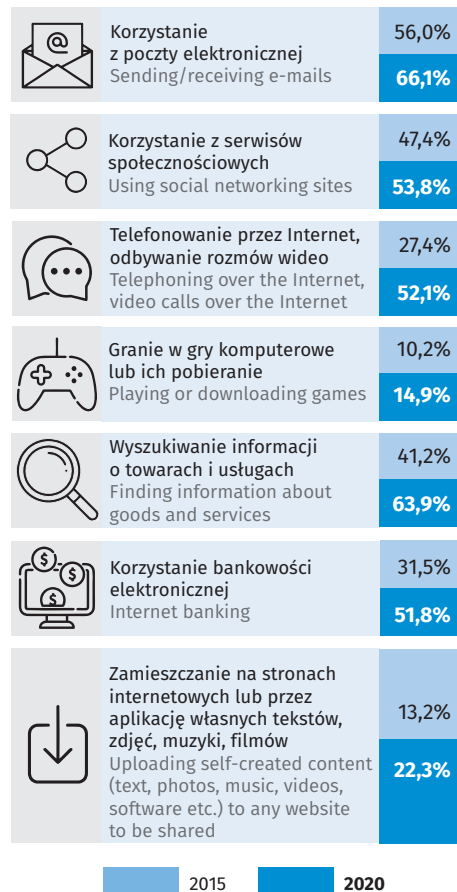 @
Korzystanie
z poczty elektronicznej
Sending/receiving e-mails
56,0%
66,1%
Korzystanie z serwisów
społecznościowych
Using social networking sites
47,4%
53,8%
Telefonowanie przez Internet,
odbywanie rozmów wideo
Telephoning over the Internet,
video calls over the Internet
27,4%
52,1%
Granie w gry komputerowe
lub ich pobieranie
Playing or downloading games
10,2%
14,9%
Wyszukiwanie informacji
o towarach i usługach
Finding information about
goods and services
41,2%
63,9%
$
$
$
Korzystanie bankowości
elektronicznej
Internet banking
31,5%
51,8%
Zamieszczanie na stronach
internetowych lub przez
aplikację własnych tekstów,
zdjęć, muzyki, filmów
Uploading self-created content
(text, photos, music, videos,
software etc.) to any website
to be shared
13,2%
22,3%
2015
2020